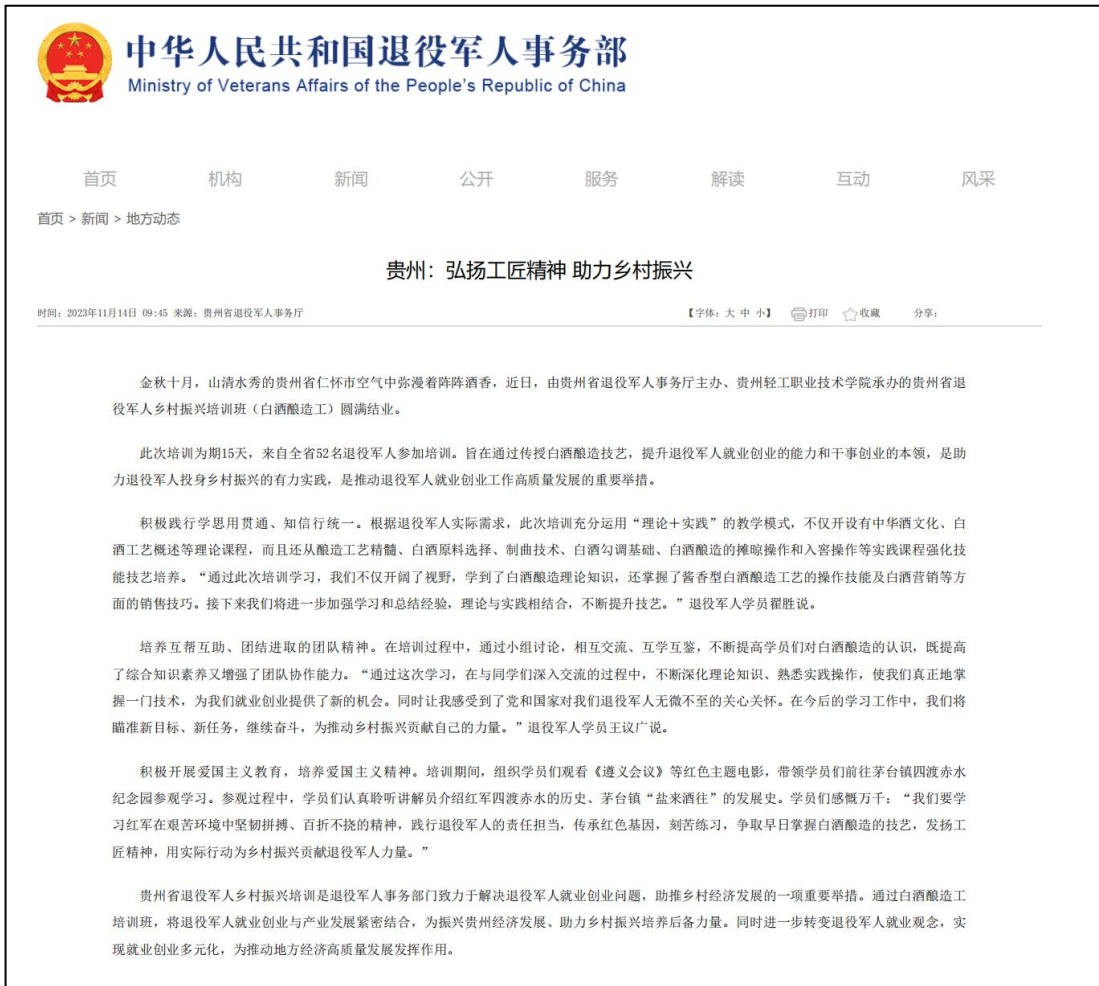 中华人民共和国退役军人事务部
Ministry of Veterans Affairs of the People's Republic of China
首页 机构 新闻 公开 服务 解读 互动 风采
首页 > 新闻 > 地方动态
贵州：弘扬工匠精神 助力乡村振兴
时间：2023年11月14日 09:45 来源：贵州省退役军人事务厅 【字体：大 中 小】 打印 收藏 分享：
金秋十月，山清水秀的贵州省仁怀市空气中弥漫着阵阵酒香，近日，由贵州省退役军人事务厅主办、贵州轻工职业技术学院承办的贵州省退
役军人乡村振兴培训班（白酒酿造工）圆满结业。
此次培训为期15天，来自全省52名退役军人参加培训。旨在通过传授白酒酿造技艺，提升退役军人就业创业的能力和干事创业的本领，是助
力退役军人投身乡村振兴的有力实践，是推动退役军人就业创业工作高质量发展的重要举措。
积极践行学思用贯通、知信行统一。根据退役军人实际需求，此次培训充分运用“理论＋实践”的教学模式，不仅开设有中华酒文化、白
酒工艺概述等理论课程，而且还从酿造工艺精髓、白酒原料选择、制曲技术、白酒勾调基础、白酒酿造的摊晾操作和入窖操作等实践课程强化技
能技艺培养。“通过此次培训学习，我们不仅开阔了视野，学到了白酒酿造理论知识，还掌握了酱香型白酒酿造工艺的操作技能及白酒营销等方
面的销售技巧。接下来我们将进一步加强学习和总结经验，理论与实践相结合，不断提升技艺。”退役军人学员翟胜说。
培养互帮互助、团结进取的团队精神。在培训过程中，通过小组讨论，相互交流、互学互鉴，不断提高学员们对白酒酿造的认识，既提高
了综合知识素养又增强了团队协作能力。“通过这次学习，在与同学们深入交流的过程中，不断深化理论知识、熟悉实践操作，使我们真正地掌
握一门技术，为我们就业创业提供了新的机会。同时让我感受到了党和国家对我们退役军人无微不至的关心关怀。在今后的学习工作中，我们将
瞄准新目标、新任务，继续奋斗，为推动乡村振兴贡献自己的力量。”退役军人学员王议广说。
积极开展爱国主义教育，培养爱国主义精神。培训期间，组织学员们观看《遵义会议》等红色主题电影，带领学员们前往茅台镇四渡赤水
纪念园参观学习。参观过程中，学员们认真聆听讲解员介绍红军四渡赤水的历史、茅台镇“盐来酒往”的发展史。学员们感慨万千：“我们要学
习红军在艰苦环境中坚韧拼搏、百折不挠的精神，践行退役军人的责任担当，传承红色基因，刻苦练习，争取早日掌握白酒酿造的技艺，发扬工
匠精神，用实际行动为乡村振兴贡献退役军人力量。”
贵州省退役军人乡村振兴培训是退役军人事务部门致力于解决退役军人就业创业问题，助推乡村经济发展的一项重要举措。通过白酒酿造工
培训班，将退役军人就业创业与产业发展紧密结合，为振兴贵州经济发展、助力乡村振兴培养后备力量。同时进一步转变退役军人就业观念，实
现就业创业多元化，为推动地方经济高质量发展发挥作用。